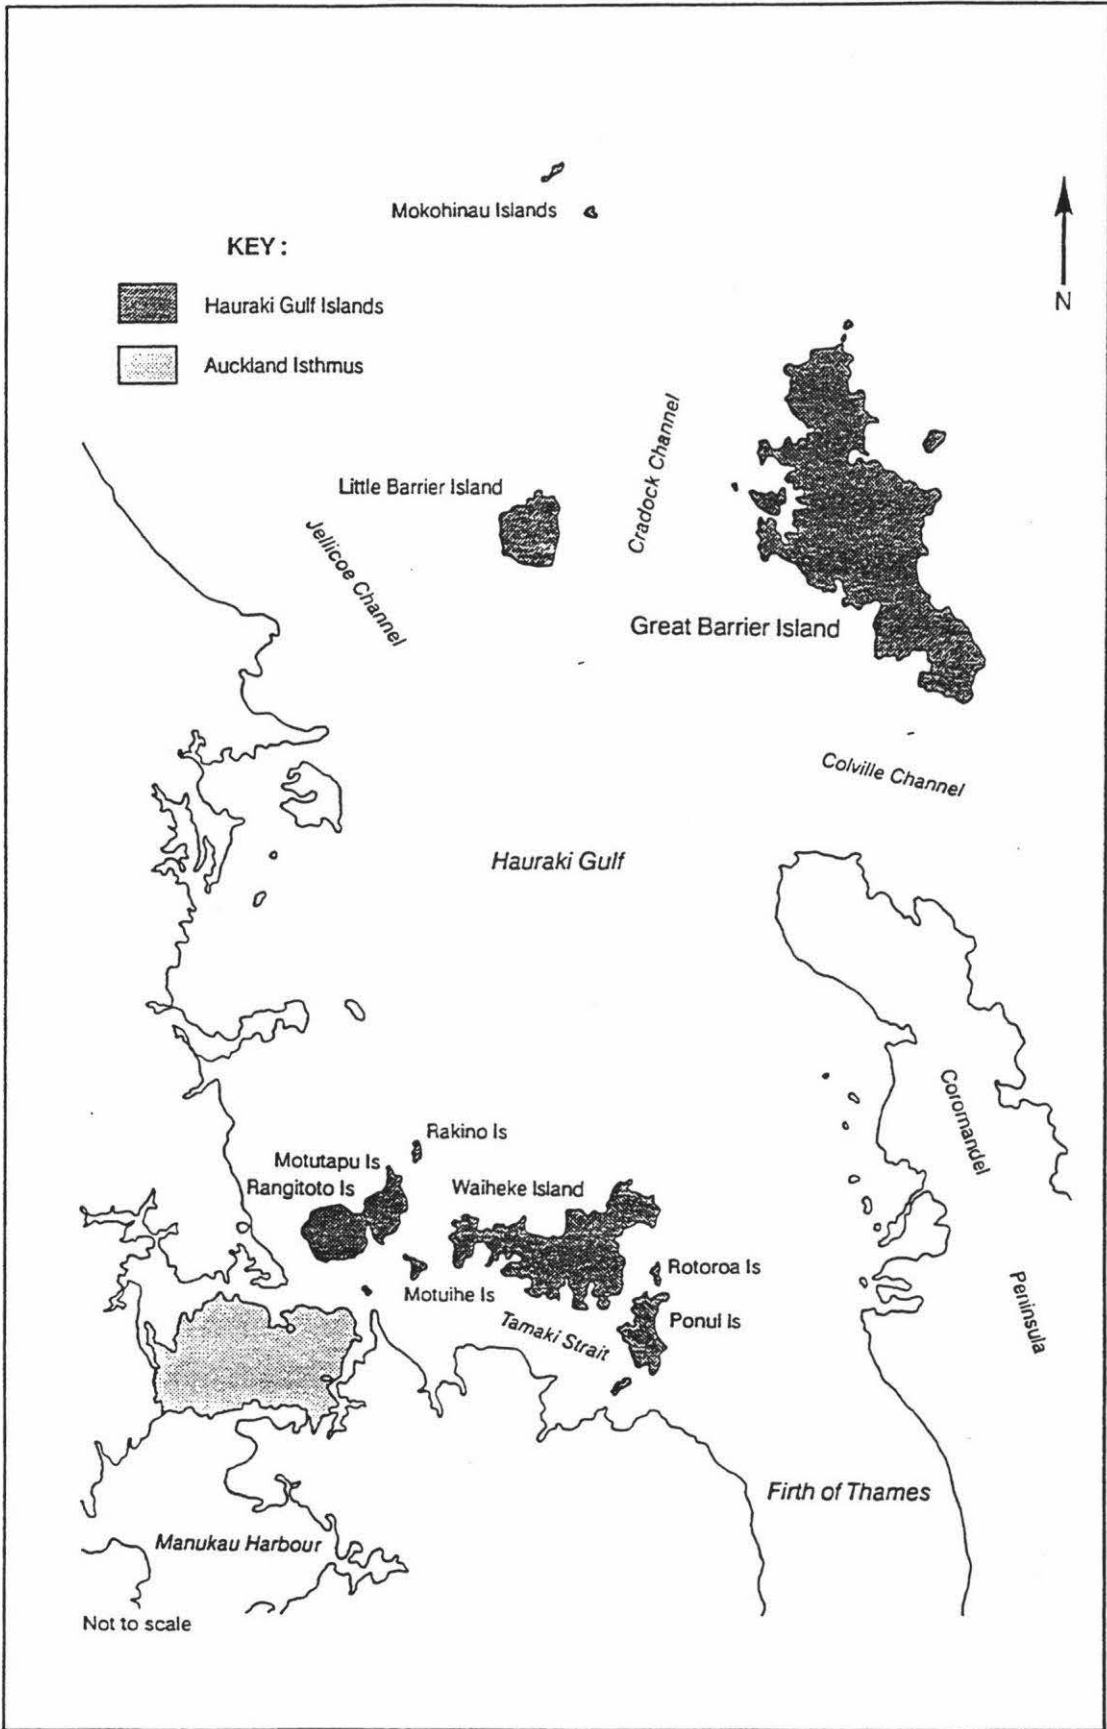 Mokohinau Islands
KEY :
N
Hauraki Gulf Islands
Auckland Isthmus
Cradock Channel
Little Barrier Island
Jellicoe Channel
Great Barrier Island
Colville Channel
Hauraki Gulf
Coromandel
Rakino Is
Motutapu Is
Rangitoto Is
Waiheke Island
Rotoroa Is
Motuihe Is
Ponui Is
Peninsula
Tamaki Strait
Firth of Thames
Manukau Harbour
Not to scale